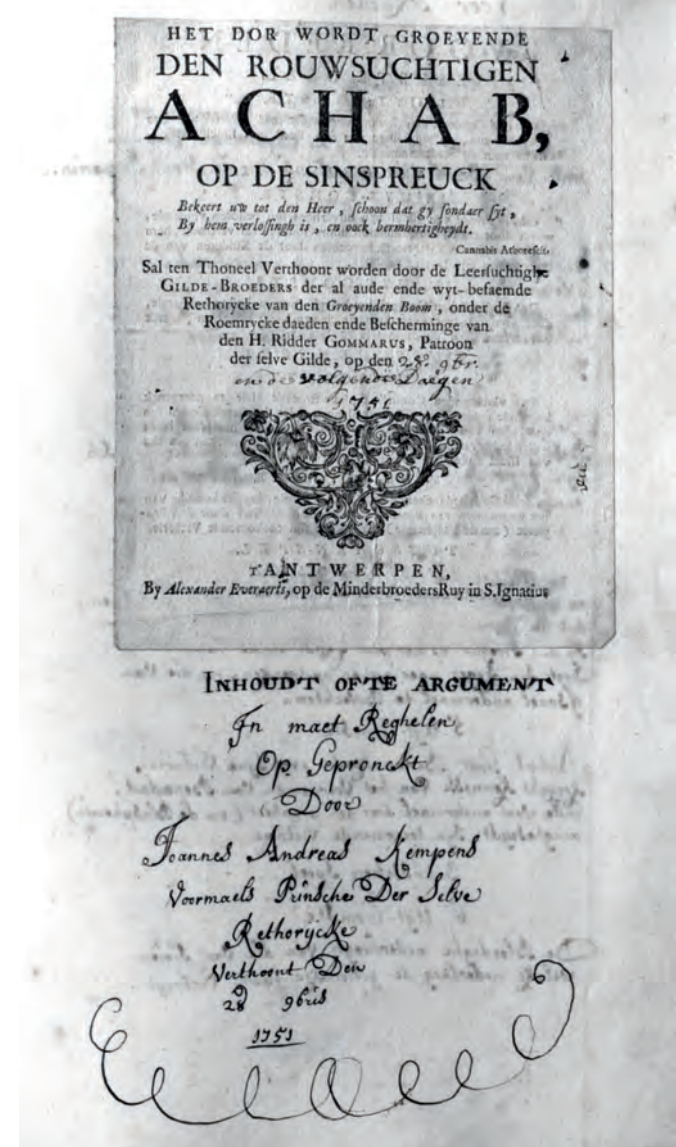 HET DOR WORDT GROEYENDE
DEN ROUWSUCHTIGEN
ACHAB,
OP DE SINSPREUCK
Bekeert uw tot den Heer, ſchoon dat gy ſondaer ſyt,
By hem verloſſingh is, en oock bermhertigheydt.
Cunnabis
Sal ten Thoneel Verthoont worden door de Leerſuchtighe
GILDE-BROEDERS der al aude ende wyt-befaemde
Rethorycke van den Groeyenden Boom, onder de
Roemrycke daeden ende Beſcherminge van
den H. Ridder GOMMARUS, Patroon
der ſelve Gilde, op den 28. 9br.
en de volgende Daegen
1751
T'ANTWERPEN,
By Alexander Everaerts, op de MinderbroedersRuy in S.Ignatius
INHOUDT OFTE ARGUMENT
In maet Reghelen
Op Gepronckt
Door
Joannes Andreas Kempens
Voormaels Prinsche Der Selve
Rethorycke
Verthoont Den
28 9bris
1751